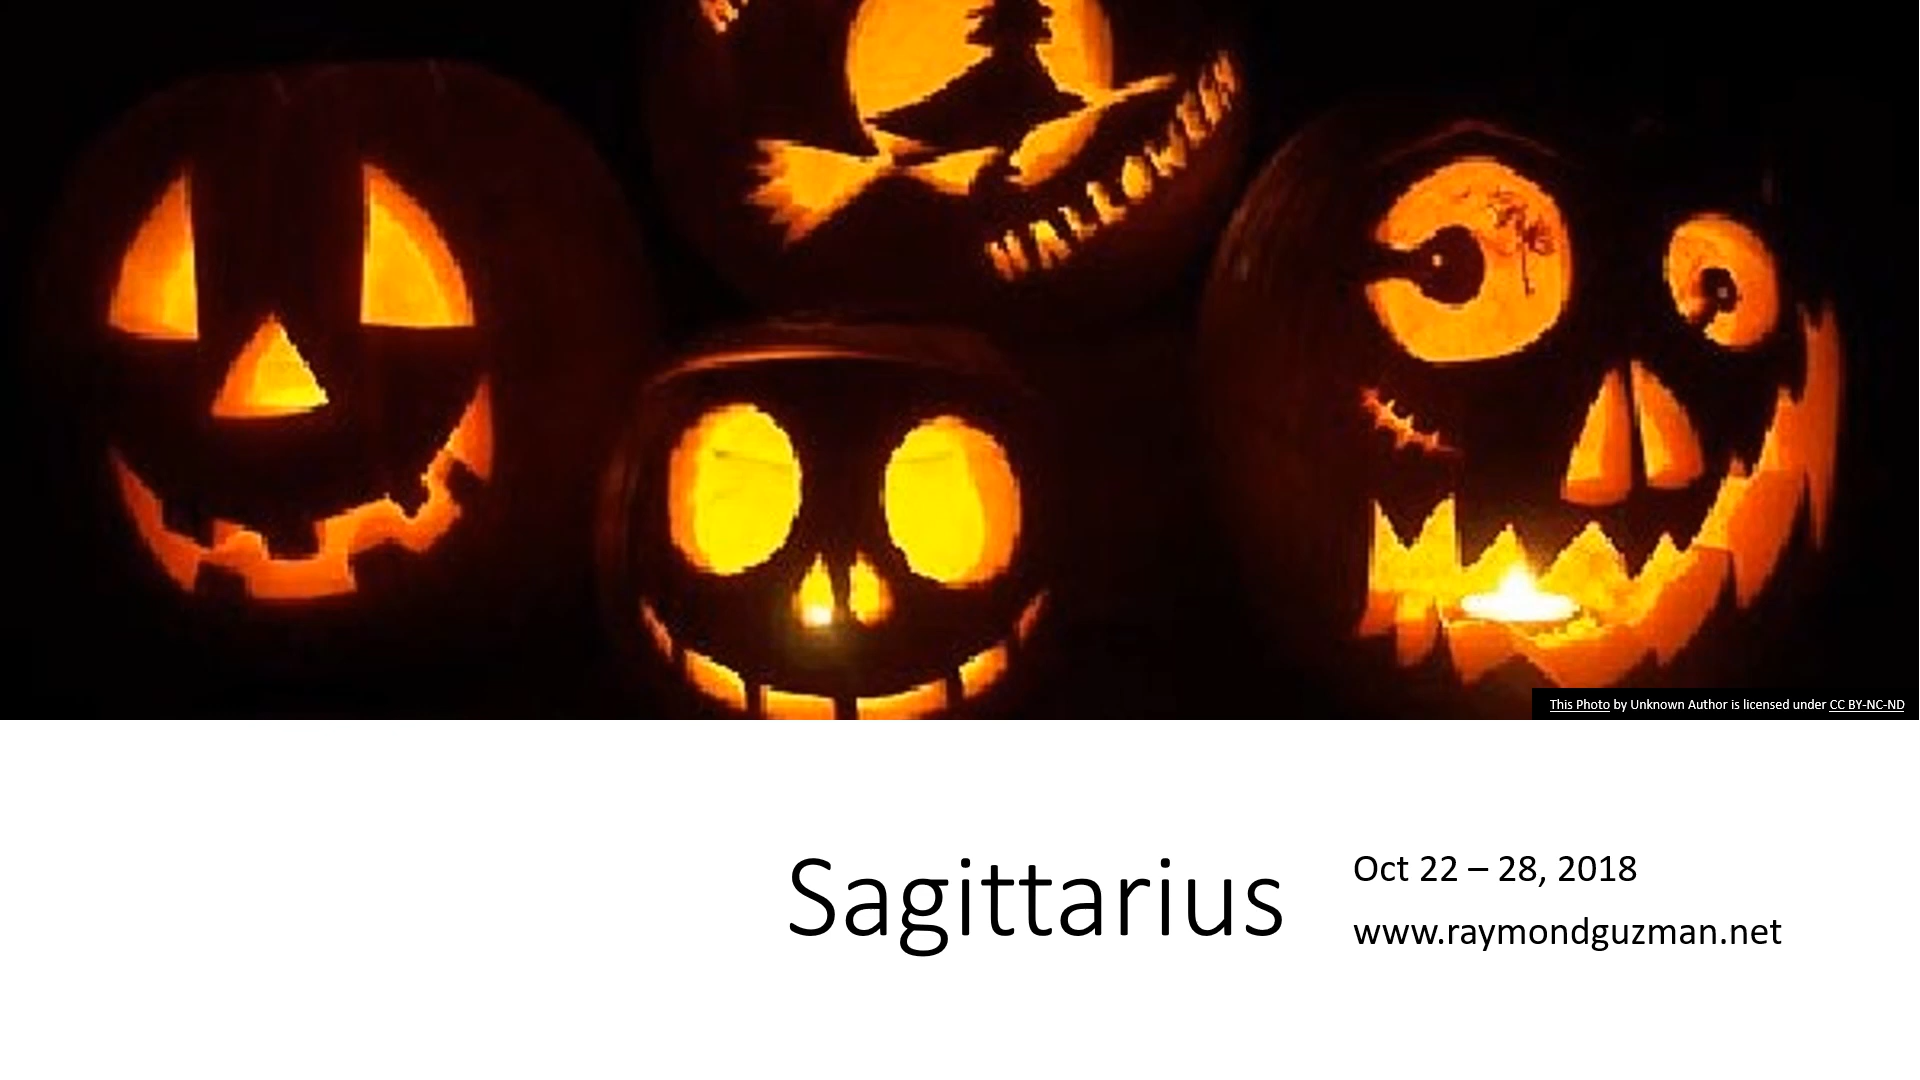 HALLOWEEN
This Photo by Unknown Author is licensed under CC BY-NC-ND
Sagittarius
Oct 22 – 28, 2018
www.raymondguzman.net